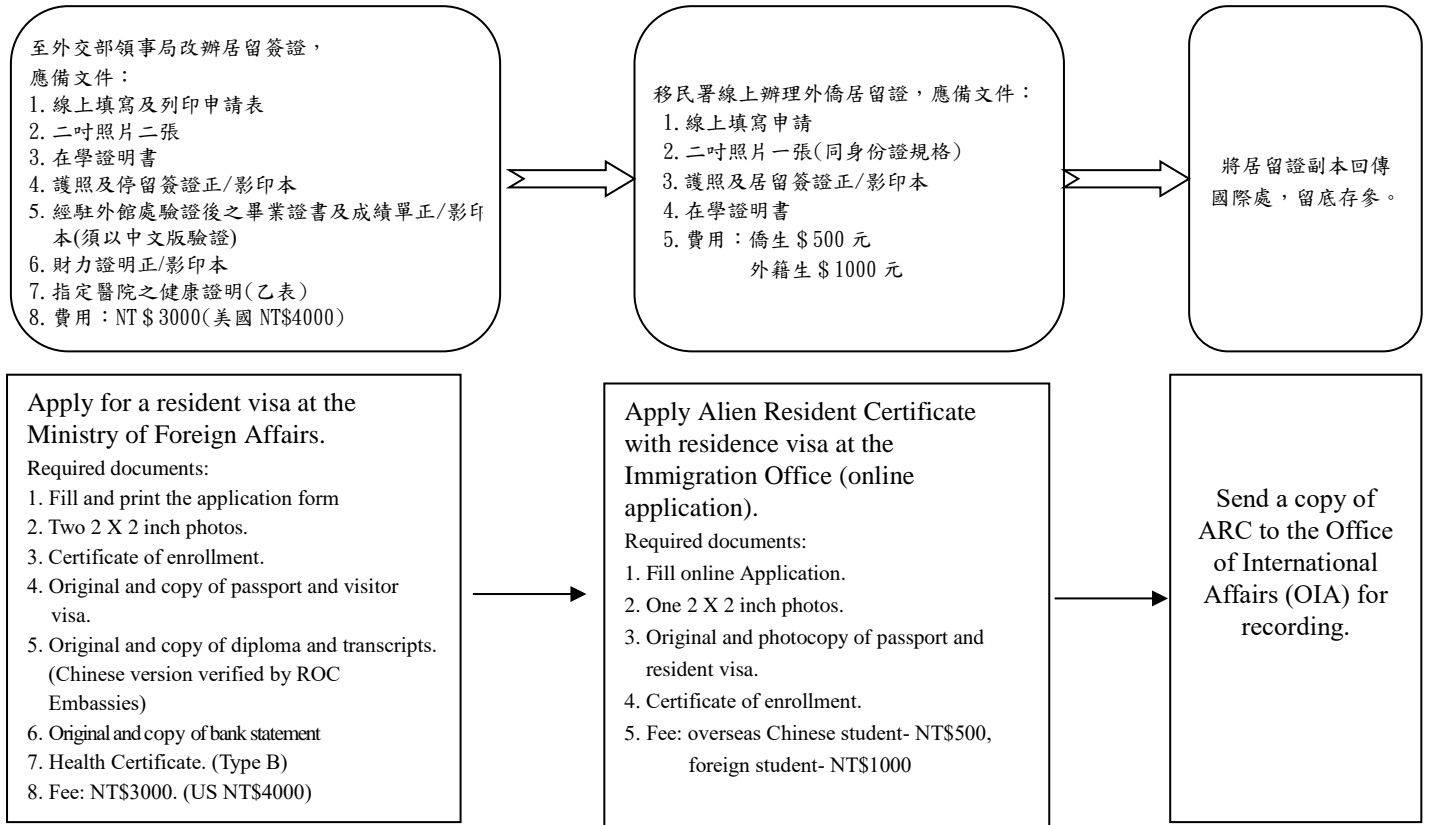 至外交部領事局改辦居留簽證，
應備文件：
1. 線上填寫及列印申請表
2. 二吋照片二張
3. 在學證明書
4. 護照及停留簽證正/影印本
5. 經駐外館處驗證後之畢業證書及成績單正/影印
本(須以中文版驗證)
6. 財力證明正/影印本
7. 指定醫院之健康證明(乙表)
8. 費用：NT＄3000(美國 NT$4000)
移民署線上辦理外僑居留證，應備文件：
1. 線上填寫申請
2. 二吋照片一張(同身份證規格)
3. 護照及居留簽證正/影印本
4. 在學證明書
5. 費用：僑生＄500 元
外籍生＄1000 元
將居留證副本回傳
國際處，留底存參。
Apply for a resident visa at the
Ministry of Foreign Affairs.
Required documents:
1. Fill and print the application form
2. Two 2 X 2 inch photos.
3. Certificate of enrollment.
4. Original and copy of passport and visitor
visa.
5. Original and copy of diploma and transcripts.
(Chinese version verified by ROC
Embassies)
6. Original and copy of bank statement
7. Health Certificate. (Type B)
8. Fee: NT$3000. (US NT$4000)
Apply Alien Resident Certificate
with residence visa at the
Immigration Office (online
application).
Required documents:
1. Fill online Application.
2. One 2 X 2 inch photos.
3. Original and photocopy of passport and
resident visa.
4. Certificate of enrollment.
5. Fee: overseas Chinese student- NT$500,
foreign student- NT$1000
Send a copy of
ARC to the Office
of International
Affairs (OIA) for
recording.